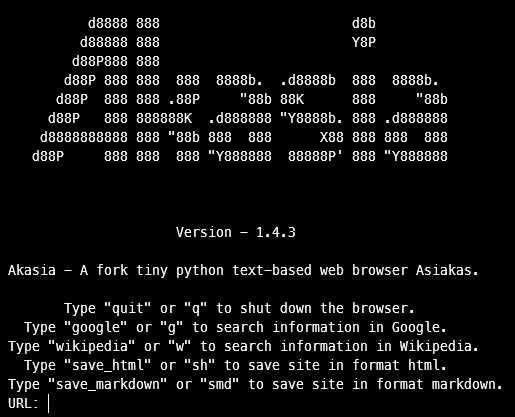 d8888 888                        d8b
         d88888 888                        Y8P
        d88P888 888
       d88P 888 888  888  8888b.  .d8888b  888  8888b.
      d88P  888 888 .88P     "88b 88K      888     "88b
     d88P   888 888888K  .d888888 "Y8888b. 888 .d888888
    d8888888888 888 "88b 888  888      X88 888 888  888
   d88P     888 888  888 "Y888888  88888P' 888 "Y888888
Version - 1.4.3
Akasia - A fork tiny python text-based web browser Asiakas.
Type "quit" or "q" to shut down the browser.
Type "google" or "g" to search information in Google.
Type "wikipedia" or "w" to search information in Wikipedia.
Type "save_html" or "sh" to save site in format html.
Type "save_markdown" or "smd" to save site in format markdown.
URL: